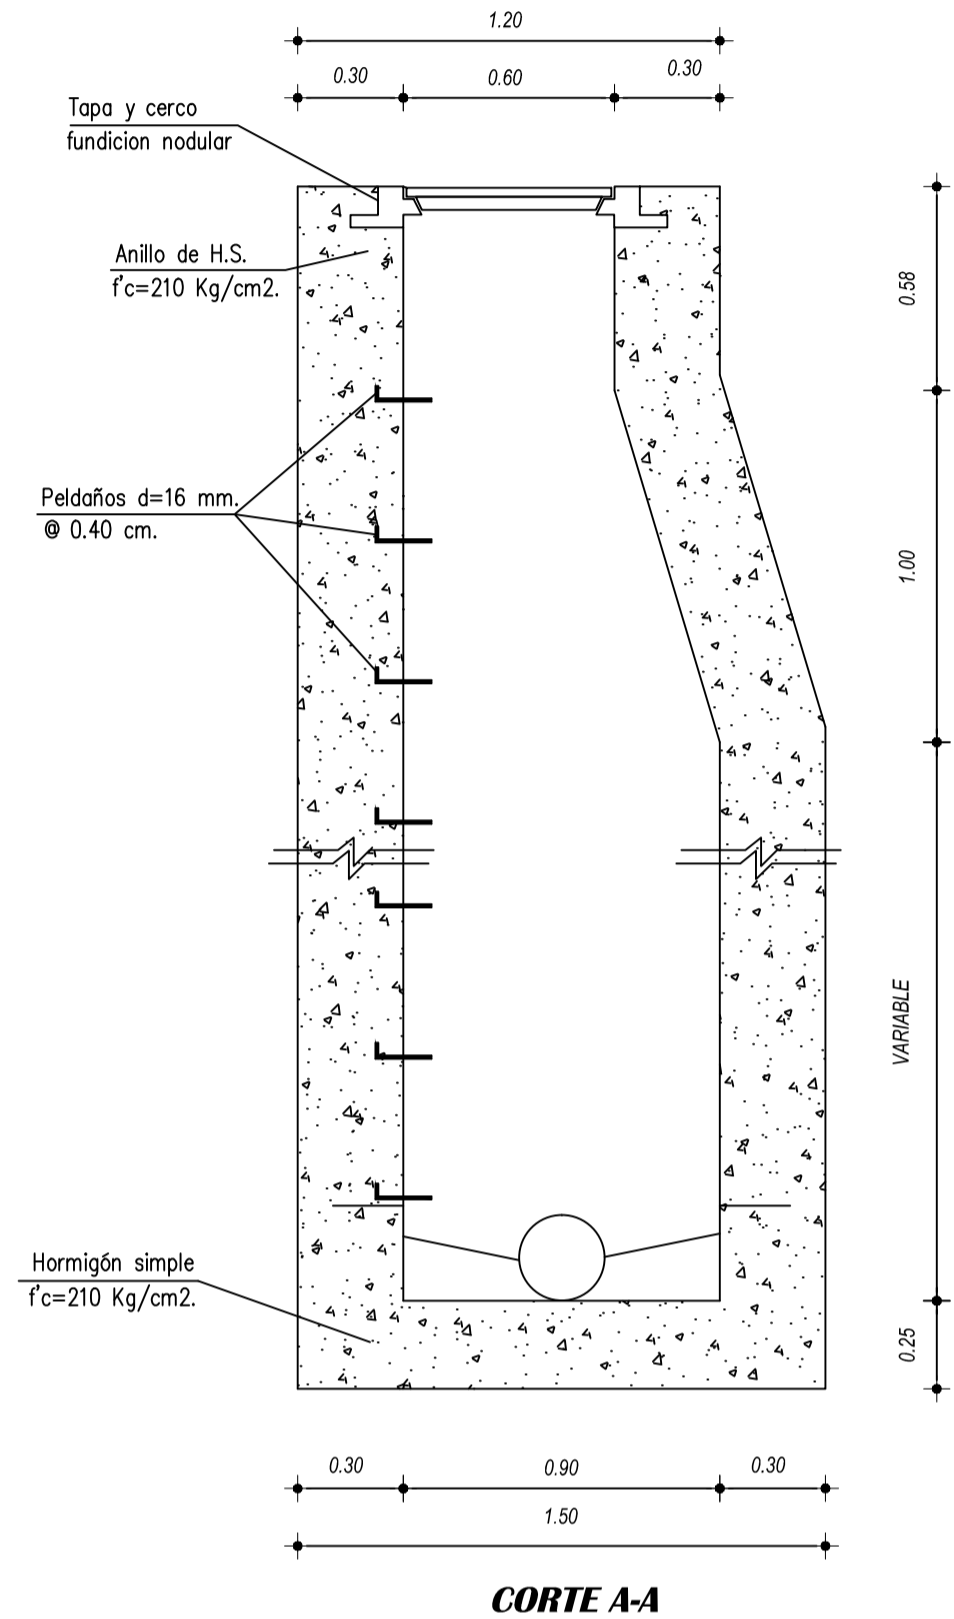 1.20
0.30
0.60
0.30
Tapa y cerco
fundicion nodular
Anillo de H.S.
f'c=210 Kg/cm2.
0.58
Peldaños d=16 mm.
@ 0.40 cm.
1.00
VARIABLE
Hormigón simple
f'c=210 Kg/cm2.
0.25
0.30
0.90
0.30
1.50
CORTE A-A